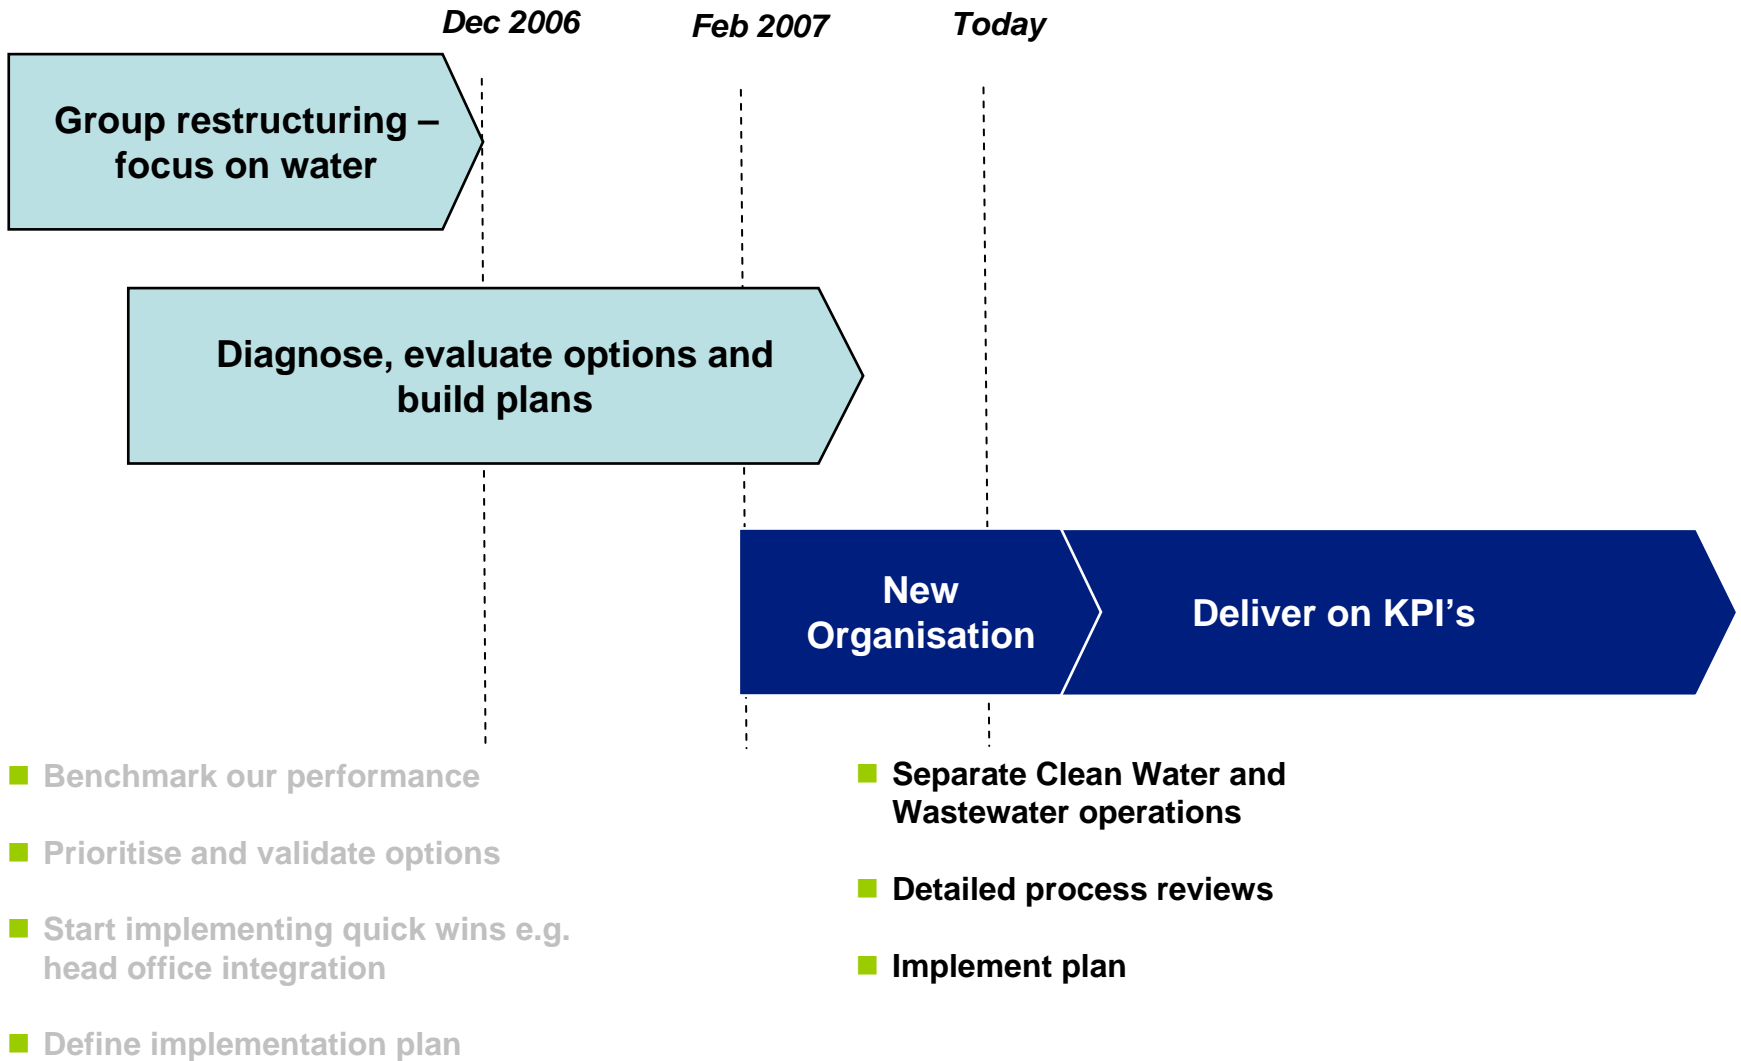 Dec 2006
Feb 2007
Today
Group restructuring –
focus on water
Diagnose, evaluate options and
build plans
New
Organisation
Deliver on KPI’s
Benchmark our performance
Prioritise and validate options
Start implementing quick wins e.g.
head office integration
Define implementation plan
Separate Clean Water and
Wastewater operations
Detailed process reviews
Implement plan